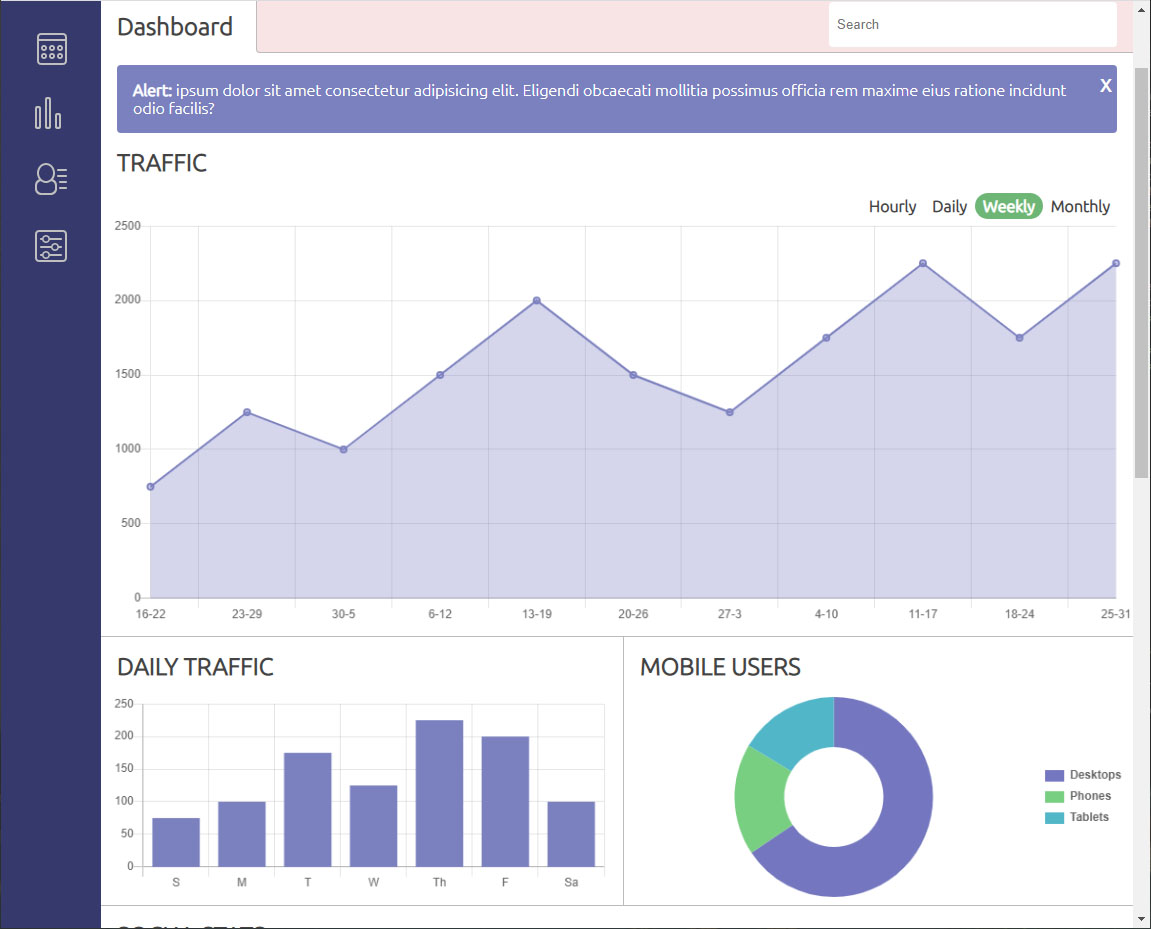 Dashboard
Search
Alert: ipsum dolor sit amet consectetur adipisicing elit. Eligendi obcaecati mollitia possimus officia rem maxime eius ratione incidunt
odio facilis?
X
TRAFFIC
Hourly Daily Weekly Monthly
2500
2000
1500
1000
500
0
16-22 23-29 30-5 6-12 13-19 20-26 27-3 4-10 11-17 18-24 25-31
DAILY TRAFFIC
250
200
150
100
50
0
S M T W Th F Sa
MOBILE USERS
Desktops
Phones
Tablets